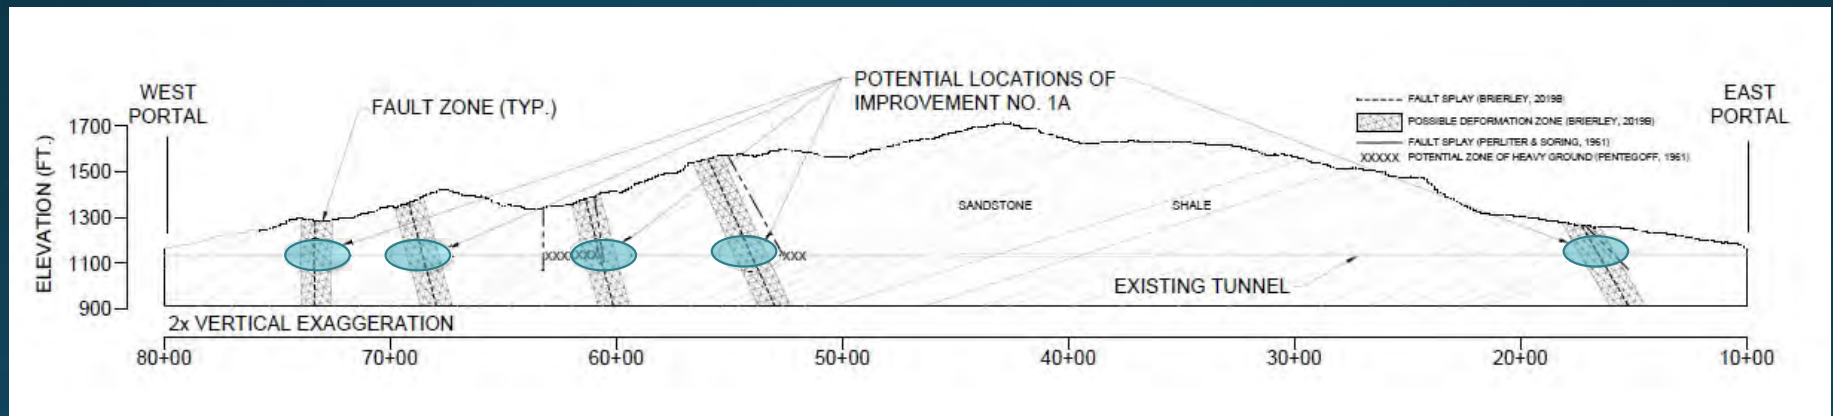 WEST
PORTAL
FAULT ZONE (TYP.)
POTENTIAL LOCATIONS OF
IMPROVEMENT NO. 1A
FAULT SPLAY (BRIERLEY, 2019B)
POSSIBLE DEFORMATION ZONE (BRIERLEY, 2019B)
FAULT SPLAY (PERLITER & SORING, 1961)
XXXXX POTENTIAL ZONE OF HEAVY GROUND (PENTEGOFF, 1961)
EAST
PORTAL
ELEVATION (FT.)
1700
1500
1300
1100
900
SANDSTONE
SHALE
XXX
EXISTING TUNNEL
2x VERTICAL EXAGGERATION
80+00
70+00
60+00
50+00
40+00
30+00
20+00
10+00